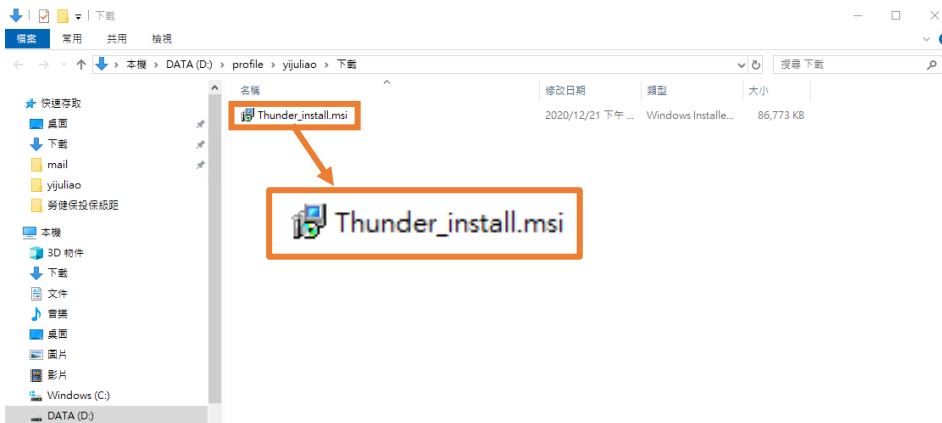 下載
檔案 常用 共用 檢視
本機 › DATA (D:) › profile › yijuliao › 下載
搜尋 下載
名稱 修改日期 類型 大小
Thunder_install.msi 2020/12/21 下午 ... Windows Installe... 86,773 KB
Thunder_install.msi
快速存取
桌面
下載
mail
yijuliao
勞健保投保級距
本機
3D 物件
下載
文件
音樂
桌面
圖片
影片
Windows (C:)
DATA (D:)